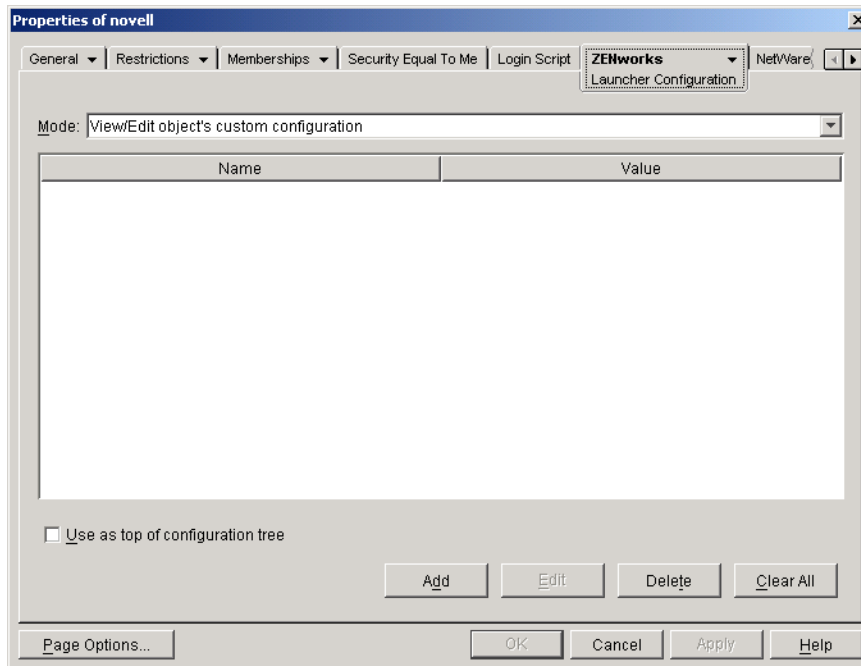 Properties of novell
General Restrictions Memberships Security Equal To Me Login Script ZENworks NetWare
Launcher Configuration
Mode: View/Edit object's custom configuration
Name Value
Use as top of configuration tree
Add Edit Delete Clear All
Page Options... OK Cancel Apply Help